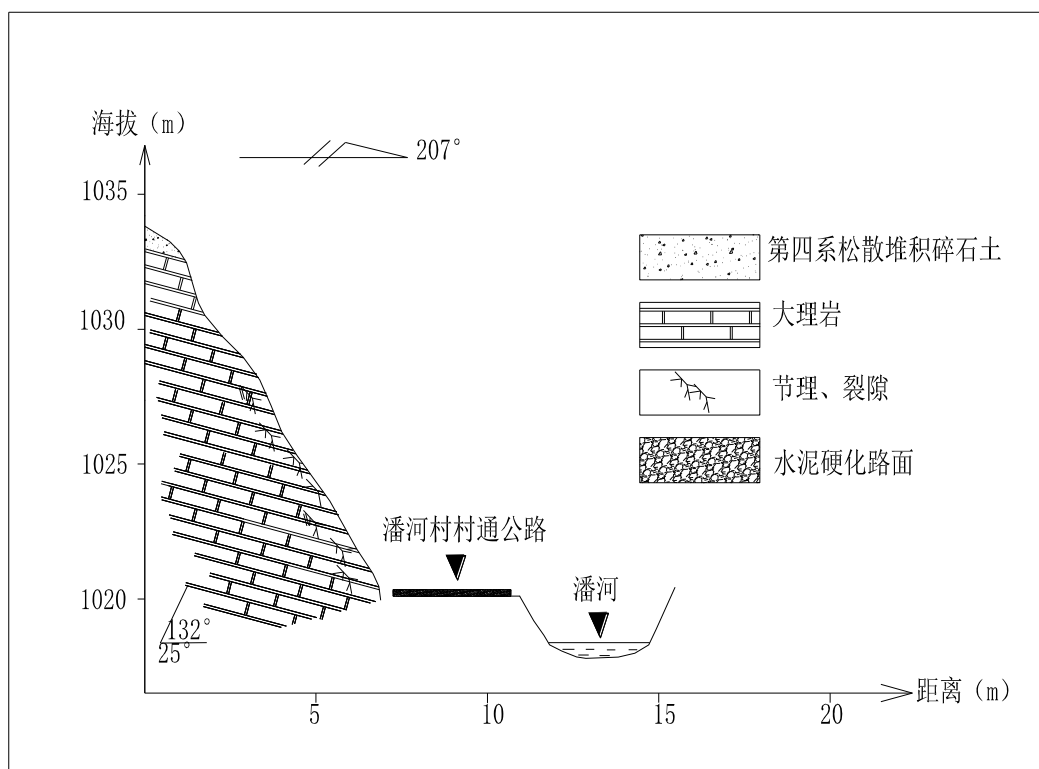 海拔（m）
207°
1035
第四系松散堆积碎石土
大理岩
1030
节理、裂隙
1025
水泥硬化路面
潘河村村通公路
潘河
1020
132°
25°
距离（m）
5
10
15
20